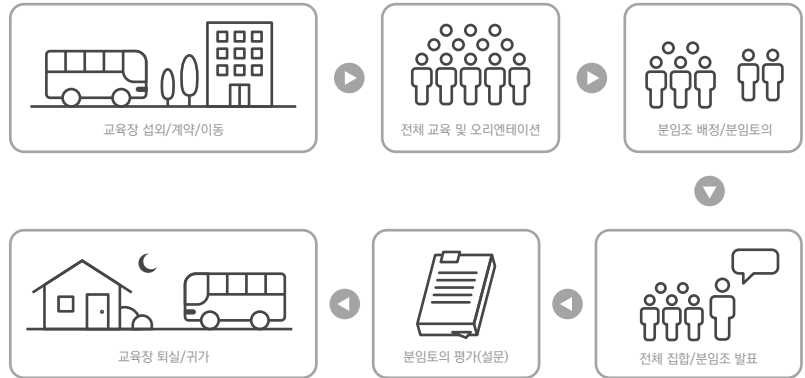 교육장 섭외/계약/이동
전체 교육 및 오리엔테이션
분임조 배정/분임토의
전체 집합/분임조 발표
분임토의 평가(설문)
교육장 퇴실/귀가